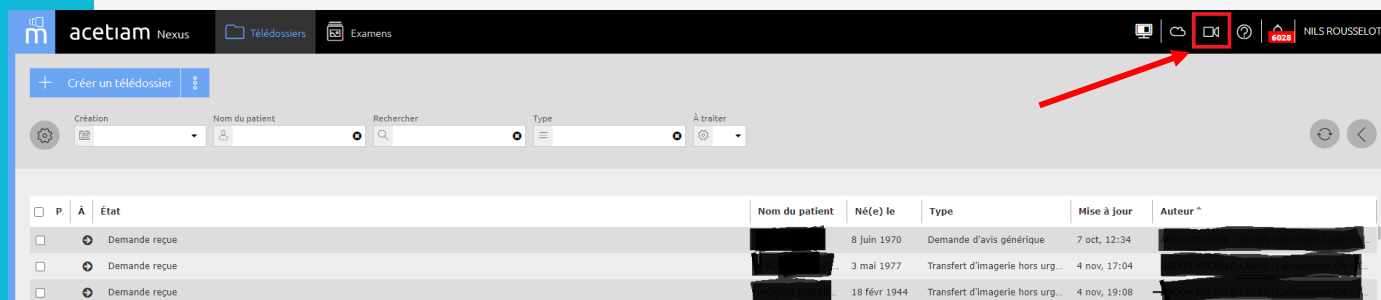 acetiam Nexus Télédossiers Examens 6028 NILS ROUSSELOT
+ Créer un télédossier
Création Nom du patient Rechercher Type À traiter
P À État Nom du patient Né(e) le Type Mise à jour Auteur
Demande reçue 8 juin 1970 Demande d'avis générique 7 oct, 12:34
Demande reçue 3 mai 1977 Transfert d'imagerie hors urg... 4 nov, 17:04
Demande reçue 18 févr 1944 Transfert d'imagerie hors urg... 4 nov, 19:08